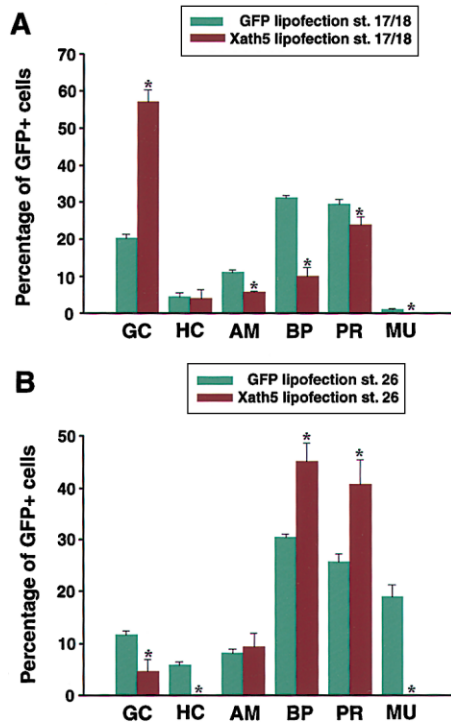 A
GFP lipofection st. 17/18
Xath5 lipofection st. 17/18
Percentage of GFP+ cells
70
60
50
40
30
20
10
0
*
*
*
*
*
GC HC AM BP PR MU
B
GFP lipofection st. 26
Xath5 lipofection st. 26
Percentage of GFP+ cells
50
40
30
20
10
0
*
*
*
*
*
GC HC AM BP PR MU